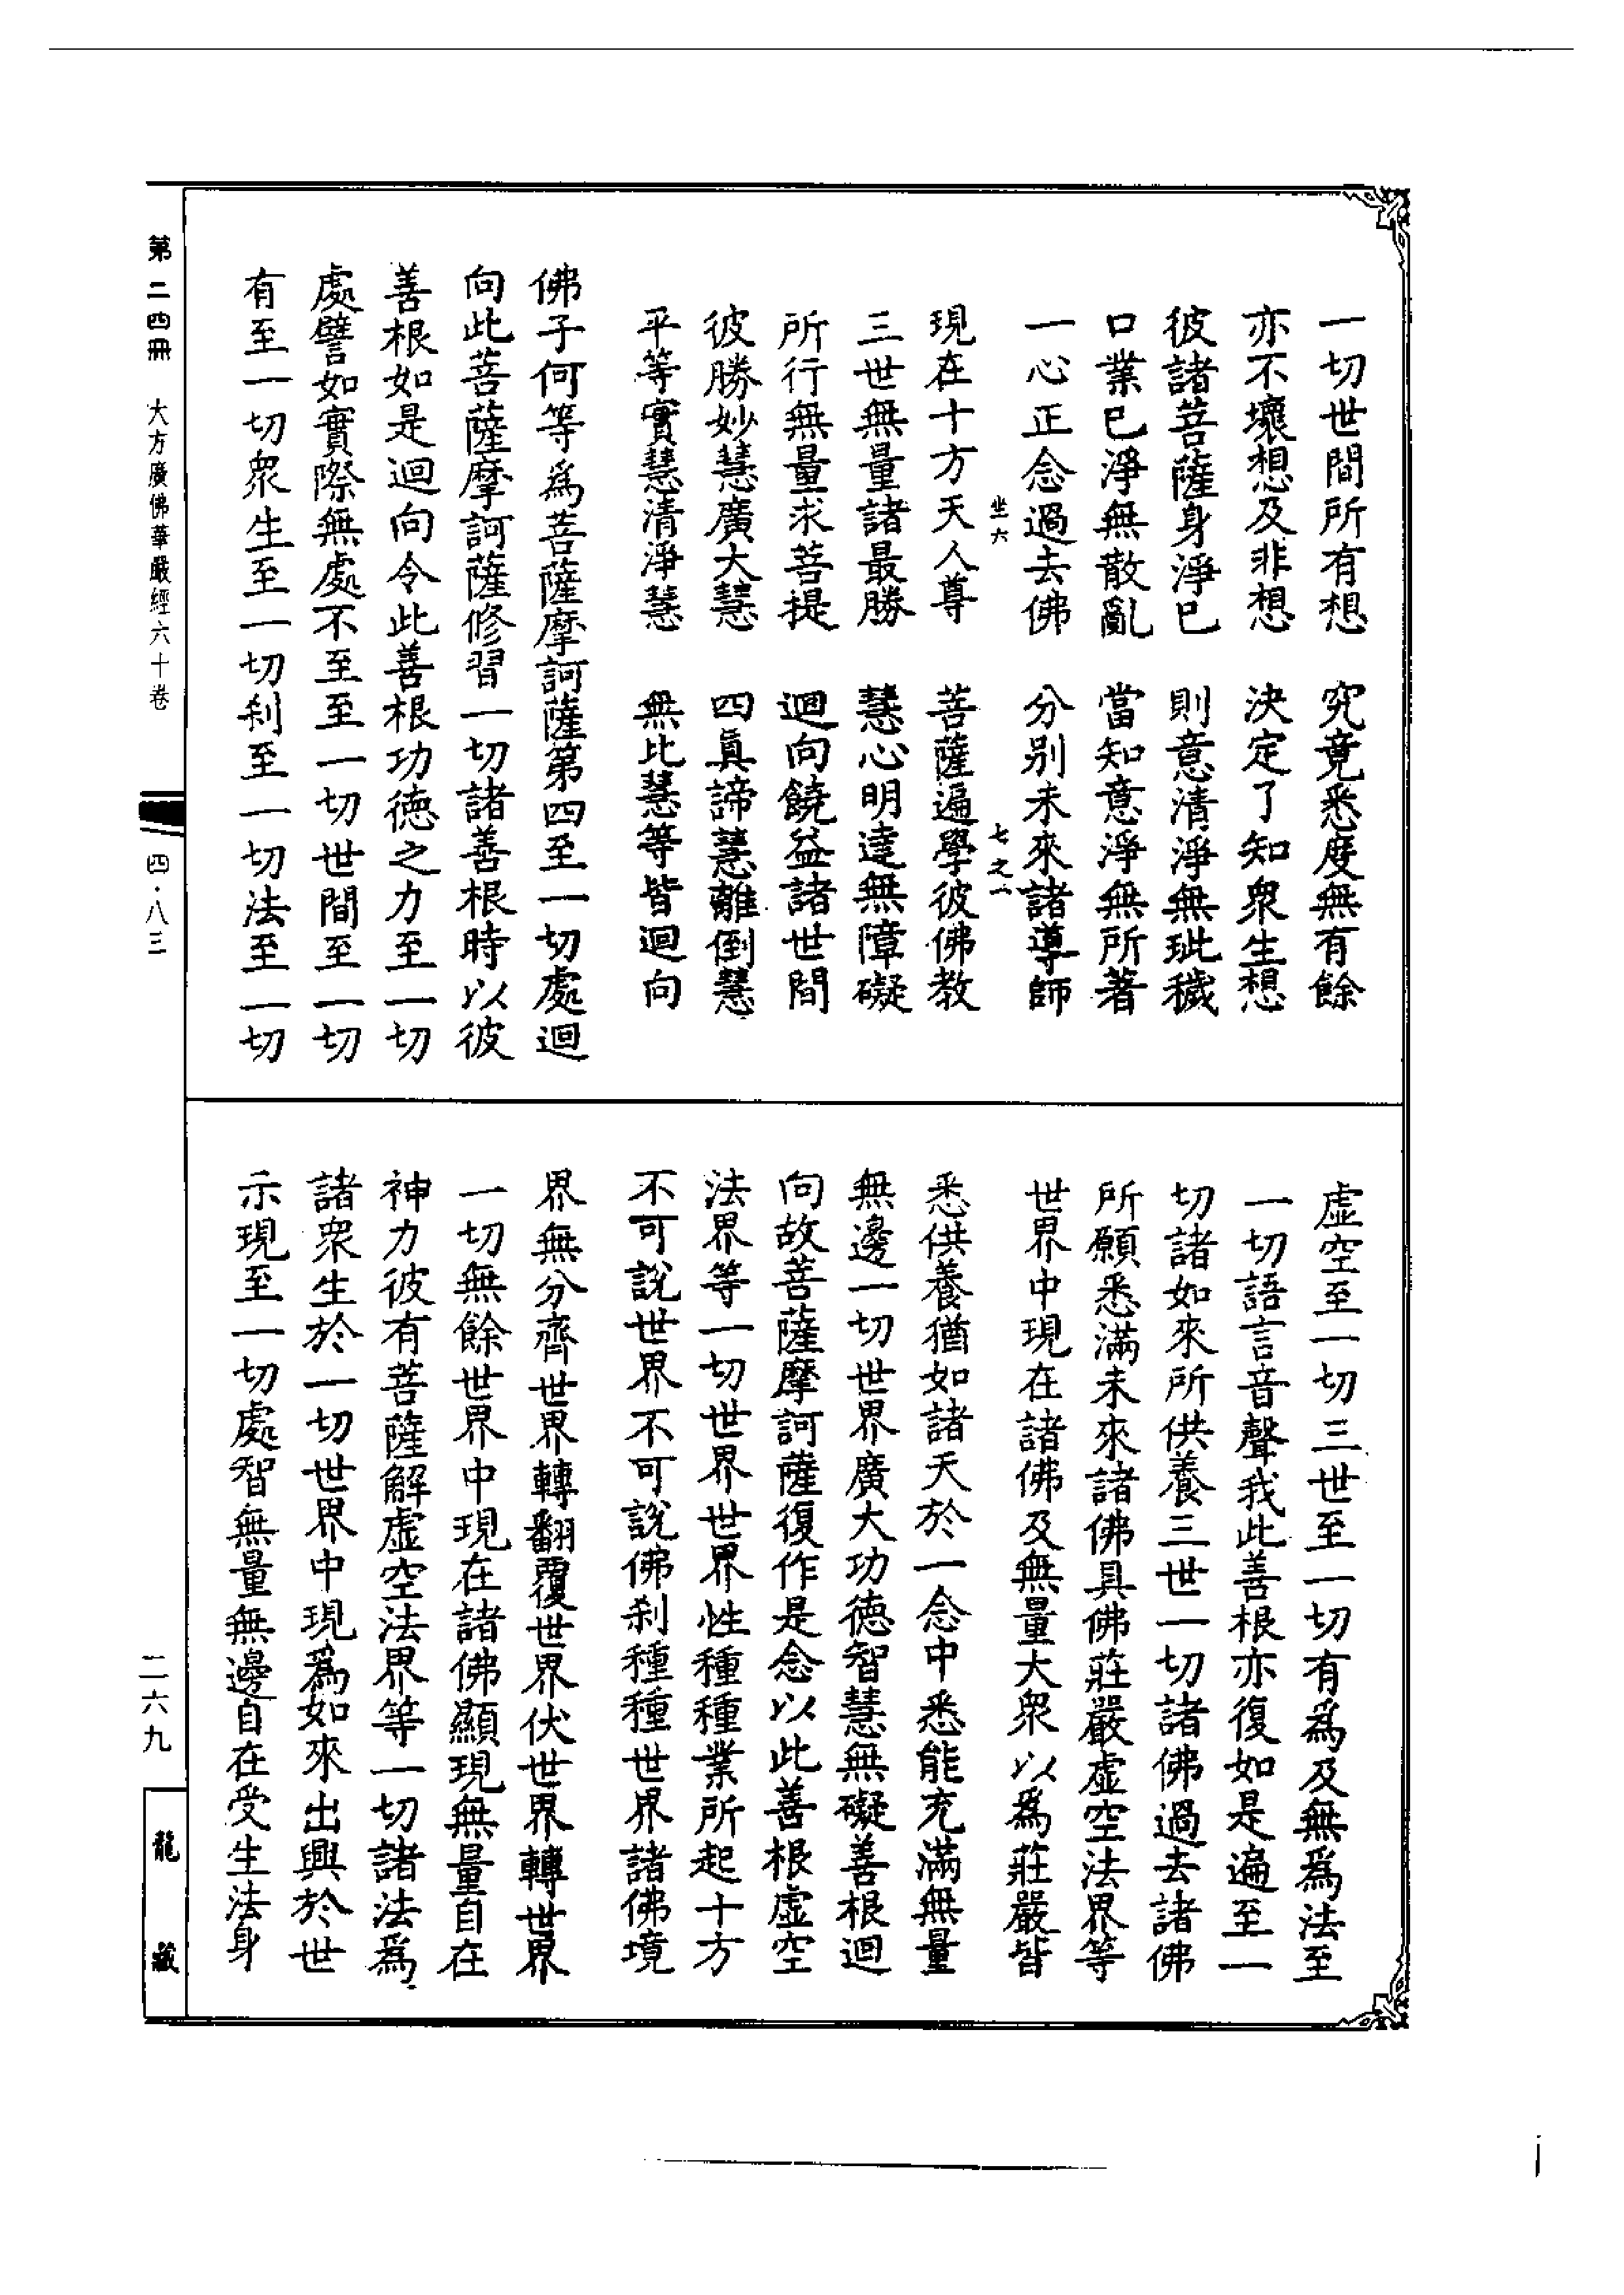 一切世間所有想　究竟悉度無有餘
亦不壞想及非想　決定了知眾生想
彼諸菩薩身淨已　則意清淨無玼穢
口業已淨無散亂　當知意淨無所著
一心正念過去佛　分別未來諸導師
坐六　七之二
現在十方天人尊　菩薩遍學彼佛教
三世無量諸最勝　慧心明達無障礙
所行無量求菩提　迴向饒益諸世間
彼勝妙慧廣大慧　四眞諦慧離倒慧
平等實慧清淨慧　無比慧等皆迴向
佛子何等為菩薩摩訶薩第四至一切處迴
向此菩薩摩訶薩修習一切諸善根時以彼
善根如是迴向令此善根功德之力至一切
處譬如實際無處不至至一切世間至一切
有至一切眾生至一切刹至一切法至一切
虛空至一切三世至一切有為及無為法至
一切語言音聲我此善根亦復如是遍至一
切諸如來所供養三世一切諸佛過去諸佛
所願悉滿未來諸佛具佛莊嚴虛空法界等
世界中現在諸佛及無量大眾以為莊嚴皆
悉供養猶如諸天於一念中悉能充滿無量
無邊一切世界廣大功德智慧無礙善根迴
向故菩薩摩訶薩復作是念以此善根虛空
法界等一切世界世界性種種業所起十方
不可說世界不可說佛刹種種世界諸佛境
界無分齊世界轉翻覆世界伏世界轉世界
一切無餘世界中現在諸佛顯現無量自在
神力彼有菩薩解虛空法界等一切諸法為
諸眾生於一切世界中現為如來出興於世
示現至一切處智無量無邊自在受生法身
第二四冊　大方廣佛華嚴經六十卷
四・八三
二六九
龍藏